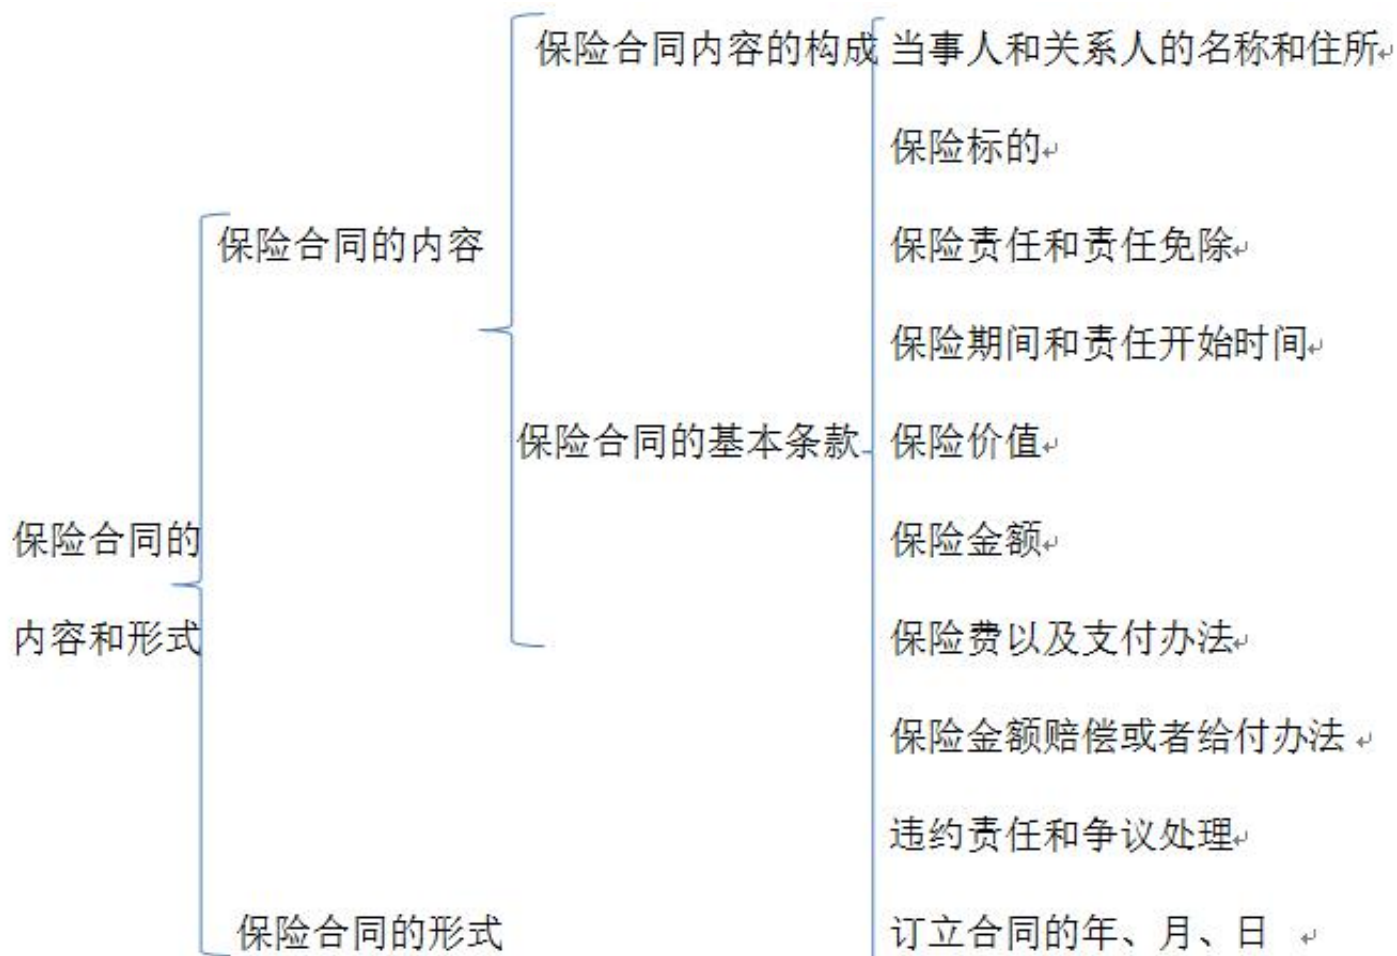 保险合同内容的构成 当事人和关系人的名称和住所
保险标的
保险合同的内容 保险责任和责任免除
保险期间和责任开始时间
保险合同的基本条款 保险价值
保险合同的 保险金额
内容和形式 保险费以及支付办法
保险金额赔偿或者给付办法
违约责任和争议处理
保险合同的形式 订立合同的年、月、日